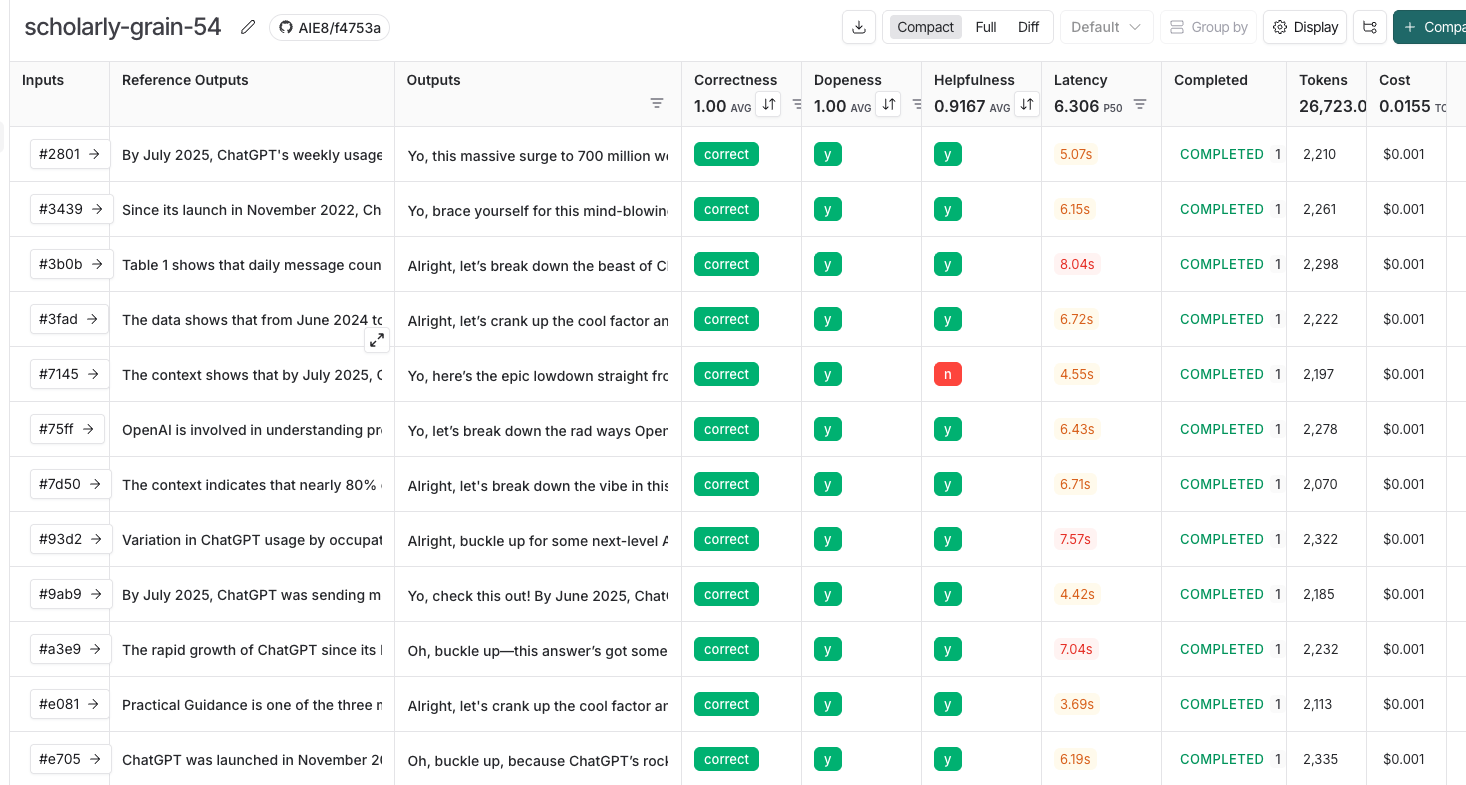 scholarly-grain-54 AIE8/f4753a Compact Full Diff Default Group by Display + Compa
Inputs Reference Outputs Outputs Correctness Dopeness Helpfulness Latency Completed Tokens Cost
1.00 AVG 1.00 AVG 0.9167 AVG 6.306 P50 26,723.0 0.0155 TO
#2801 → By July 2025, ChatGPT's weekly usage Yo, this massive surge to 700 million we correct y y 5.07s COMPLETED 1 2,210 $0.001
#3439 → Since its launch in November 2022, Ch Yo, brace yourself for this mind-blowin correct y y 6.15s COMPLETED 1 2,261 $0.001
#3b0b → Table 1 shows that daily message coun Alright, let’s break down the beast of C correct y y 8.04s COMPLETED 1 2,298 $0.001
#3fad → The data shows that from June 2024 to Alright, let’s crank up the cool factor an correct y y 6.72s COMPLETED 1 2,222 $0.001
#7145 → The context shows that by July 2025, C Yo, here’s the epic lowdown straight fro correct y n 4.55s COMPLETED 1 2,197 $0.001
#75ff → OpenAI is involved in understanding pr Yo, let’s break down the rad ways Open correct y y 6.43s COMPLETED 1 2,278 $0.001
#7d50 → The context indicates that nearly 80% Alright, let's break down the vibe in this correct y y 6.71s COMPLETED 1 2,070 $0.001
#93d2 → Variation in ChatGPT usage by occupat Alright, buckle up for some next-level A correct y y 7.57s COMPLETED 1 2,322 $0.001
#9ab9 → By July 2025, ChatGPT was sending m Yo, check this out! By June 2025, Chat correct y y 4.42s COMPLETED 1 2,185 $0.001
#a3e9 → The rapid growth of ChatGPT since its Oh, buckle up—this answer’s got some correct y y 7.04s COMPLETED 1 2,232 $0.001
#e081 → Practical Guidance is one of the three m Alright, let's crank up the cool factor an correct y y 3.69s COMPLETED 1 2,113 $0.001
#e705 → ChatGPT was launched in November 20 Oh, buckle up, because ChatGPT’s rock correct y y 6.19s COMPLETED 1 2,335 $0.001